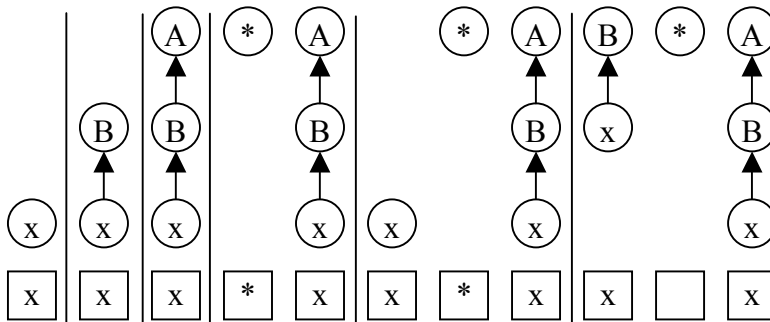 A * A * A B * A
B B B B x B
x x x x x x x
x x x * x x * x x x